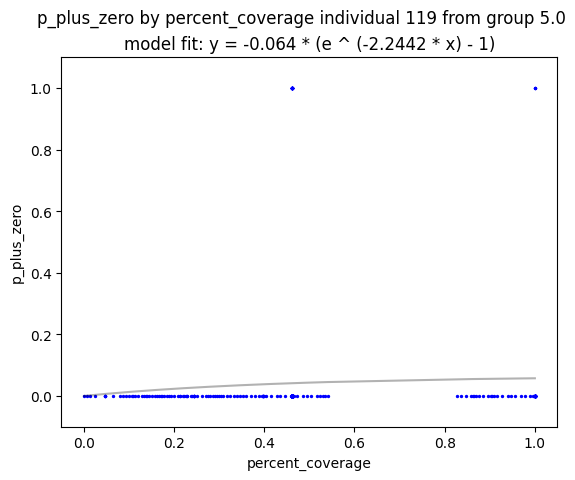 p_plus_zero by percent_coverage individual 119 from group 5.0
model fit: y = -0.064 * (e ^ (-2.2442 * x) - 1)
1.0
0.8
0.6
0.4
0.2
0.0
p_plus_zero
0.0 0.2 0.4 0.6 0.8 1.0
percent_coverage